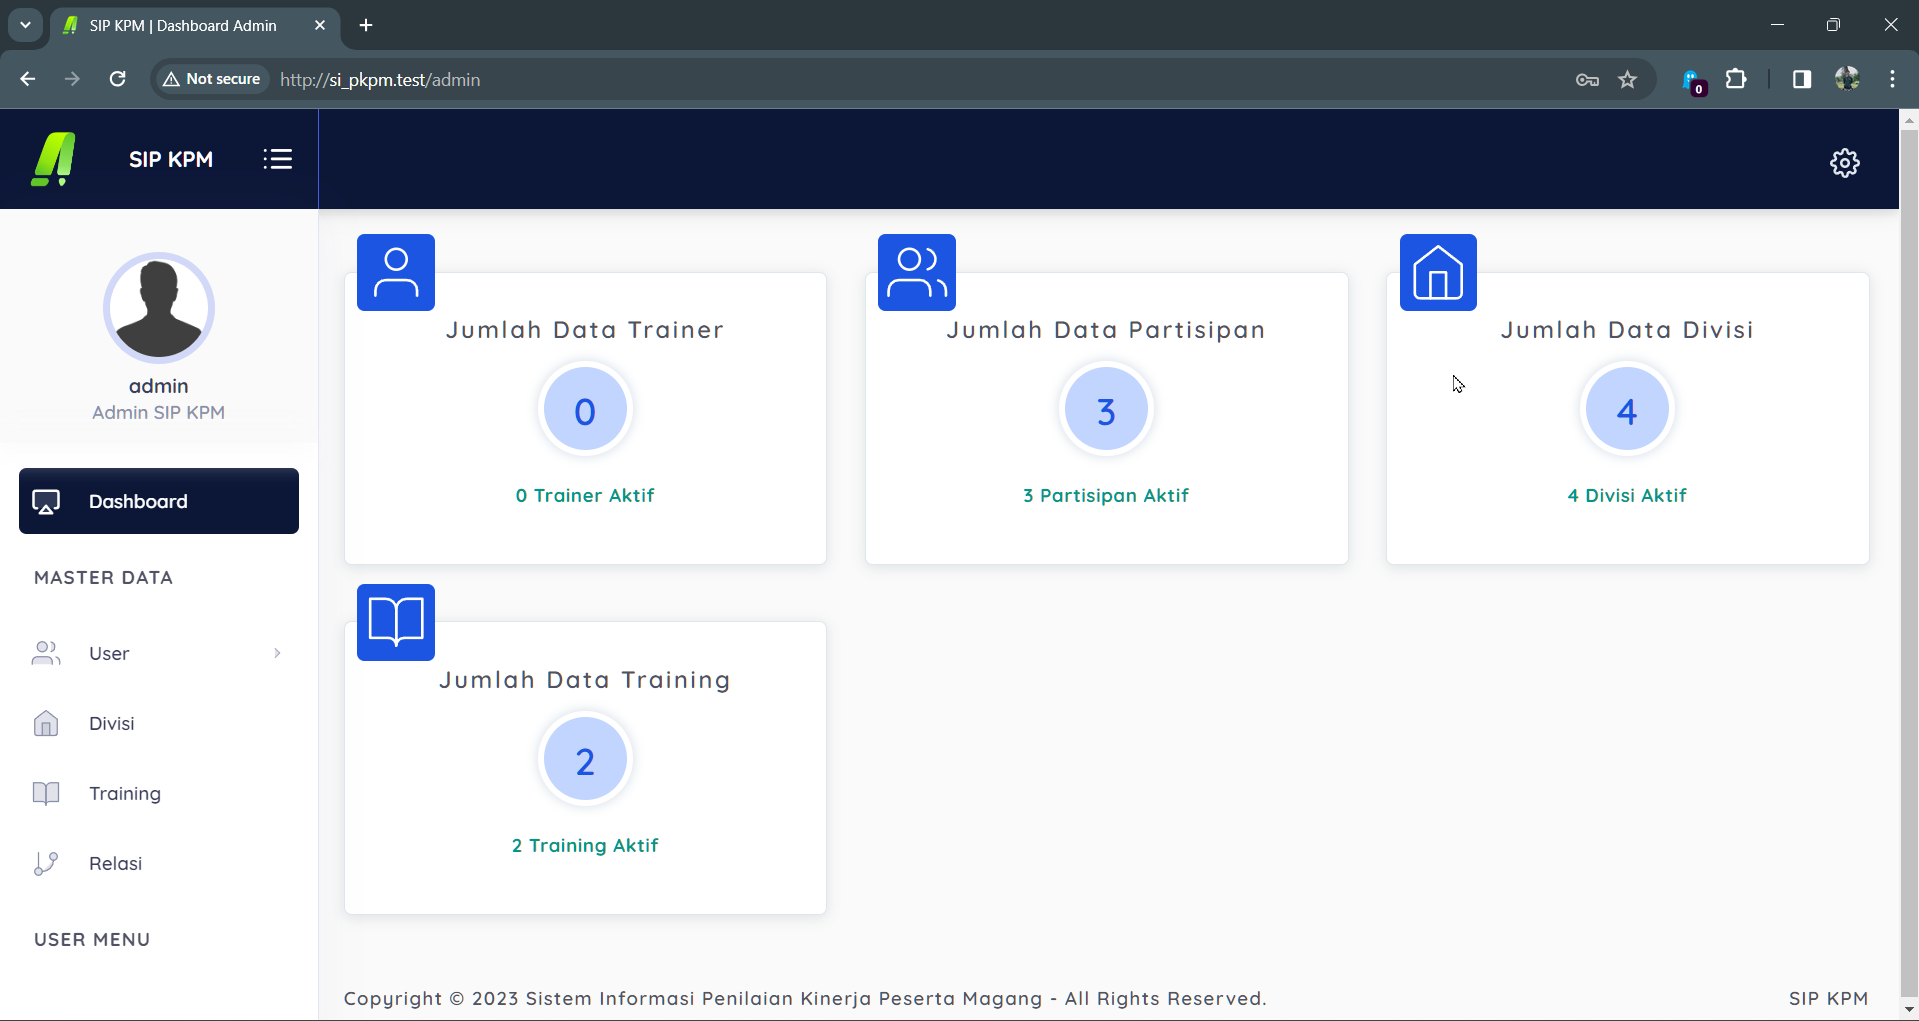 SIP KPM | Dashboard Admin
Not secure
http://si_pkpm.test/admin
0
SIP KPM
admin
Admin SIP KPM
Dashboard
MASTER DATA
User
Divisi
Training
Relasi
USER MENU
Jumlah Data Trainer
0
0 Trainer Aktif
Jumlah Data Partisipan
3
3 Partisipan Aktif
Jumlah Data Divisi
4
4 Divisi Aktif
Jumlah Data Training
2
2 Training Aktif
Copyright © 2023 Sistem Informasi Penilaian Kinerja Peserta Magang - All Rights Reserved.
SIP KPM